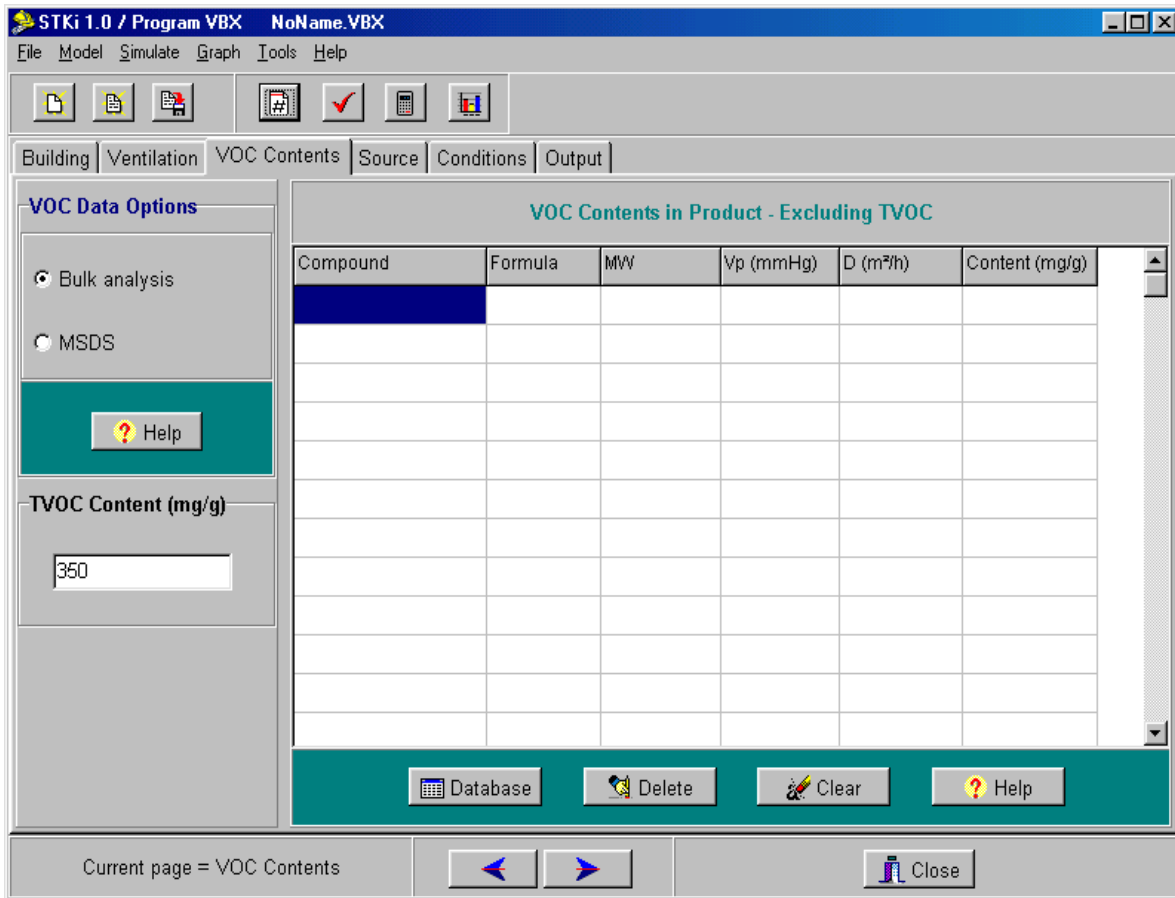 STKi 1.0 / Program VBX NoName.VBX
File Model Simulate Graph Tools Help
Building Ventilation VOC Contents Source Conditions Output
VOC Data Options
Bulk analysis
MSDS
? Help
TVOC Content (mg/g)
350
VOC Contents in Product - Excluding TVOC
Compound Formula MW Vp (mmHg) D (m²/h) Content (mg/g)
Database Delete Clear ? Help
Current page = VOC Contents
Close